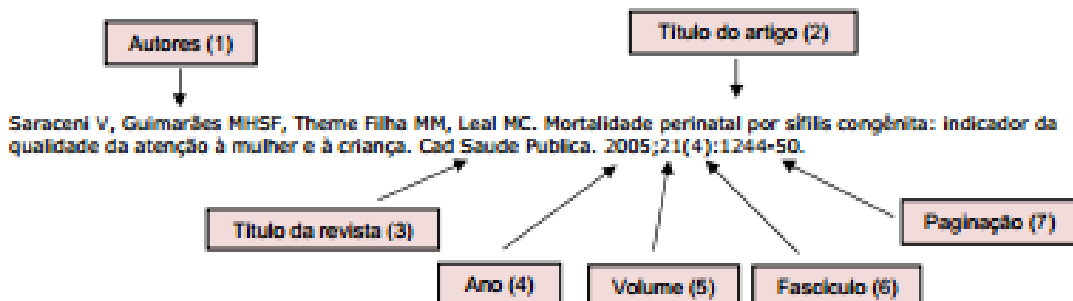 Autores (1)
Título do artigo (2)
Saraceni V, Guimarães MHSF, Theme Filha MM, Leal MC. Mortalidade perinatal por sífilis congênita: indicador da
qualidade da atenção à mulher e à criança. Cad Saude Publica. 2005;21(4):1244-50.
Título da revista (3)
Paginação (7)
Ano (4)
Volume (5)
Fascículo (6)